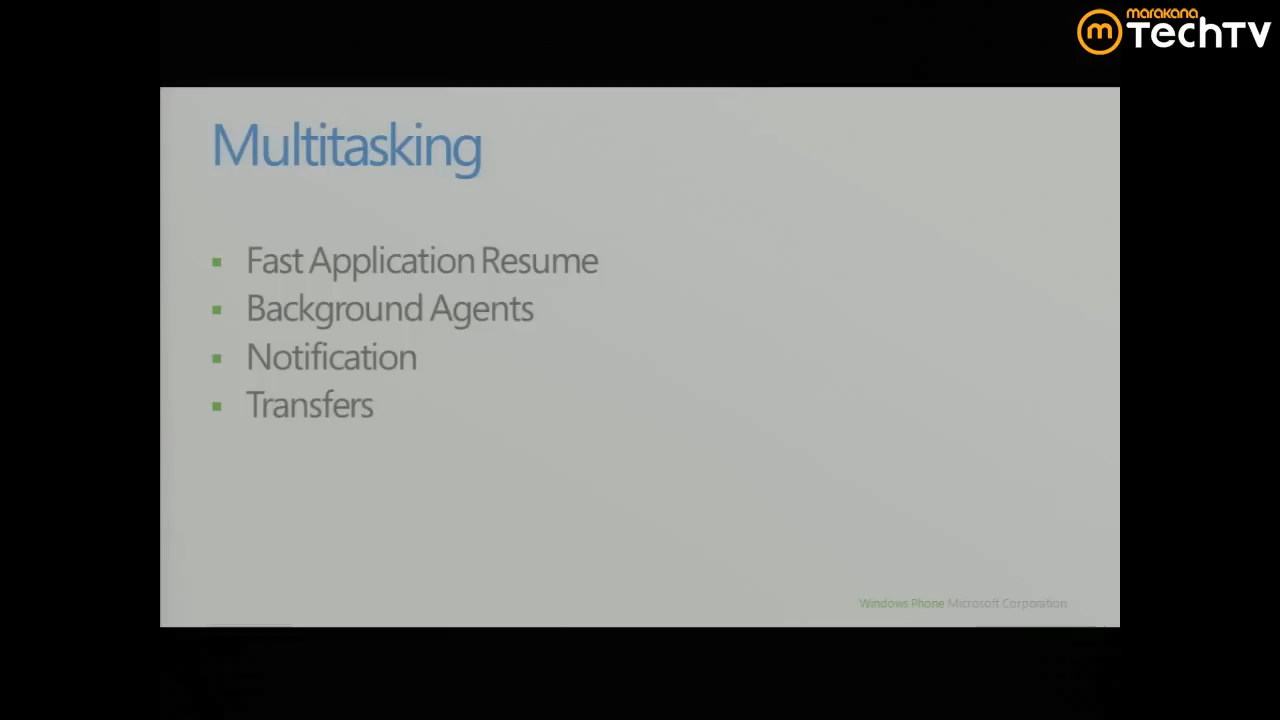 marakana
m TechTV
Multitasking
Fast Application Resume
Background Agents
Notification
Transfers
Windows Phone Microsoft Corporation